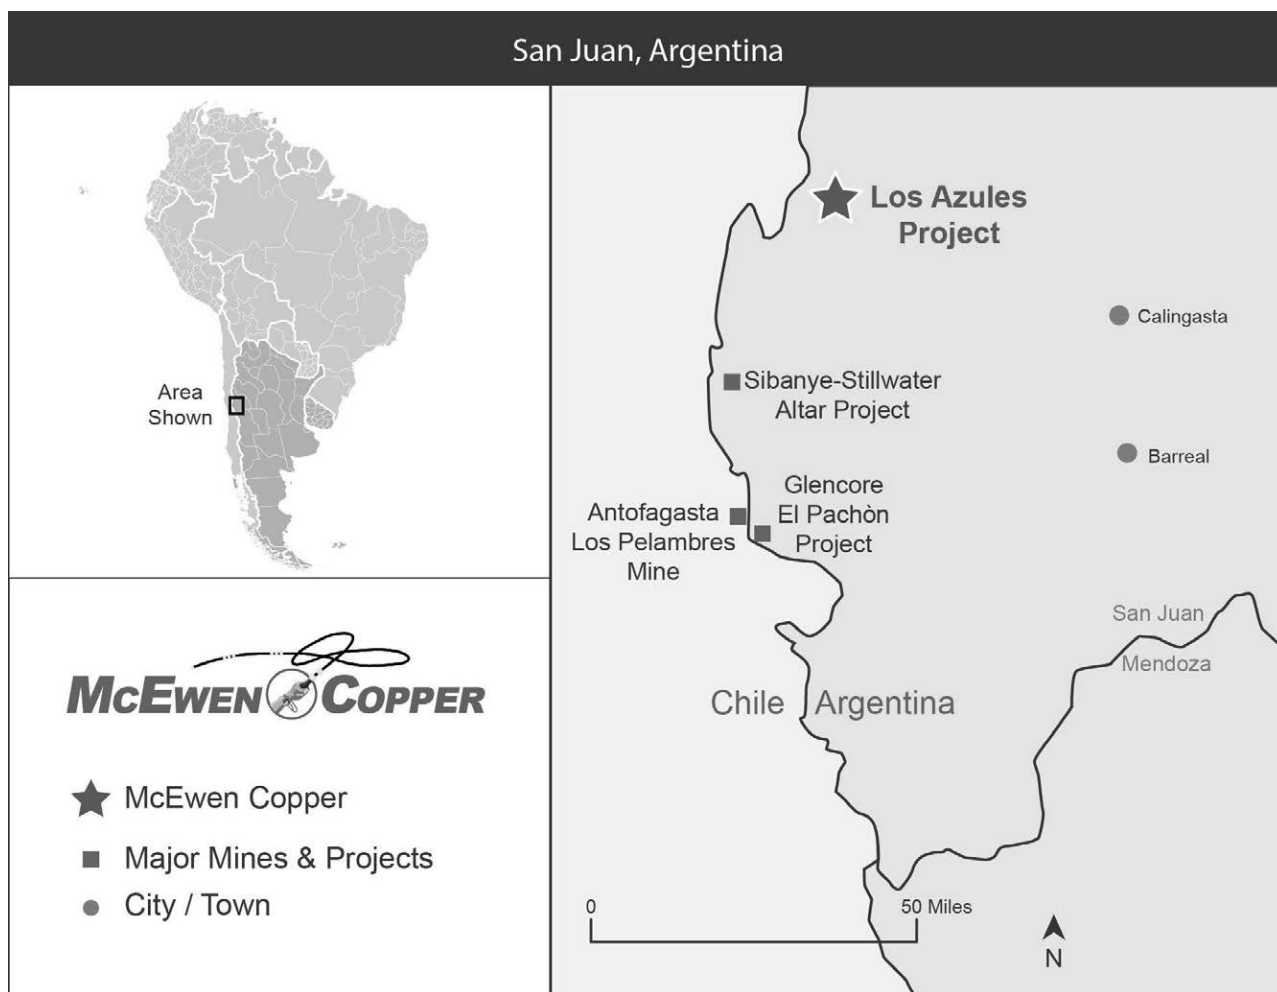 San Juan, Argentina
Area
Shown
McEwen Copper
McEwen Copper
Major Mines & Projects
City / Town
Los Azules
Project
Calingasta
Sibanye-Stillwater
Altar Project
Barreal
Glencore
El Pachòn
Project
Antofagasta
Los Pelambres
Mine
San Juan
Mendoza
Chile Argentina
0 50 Miles
N